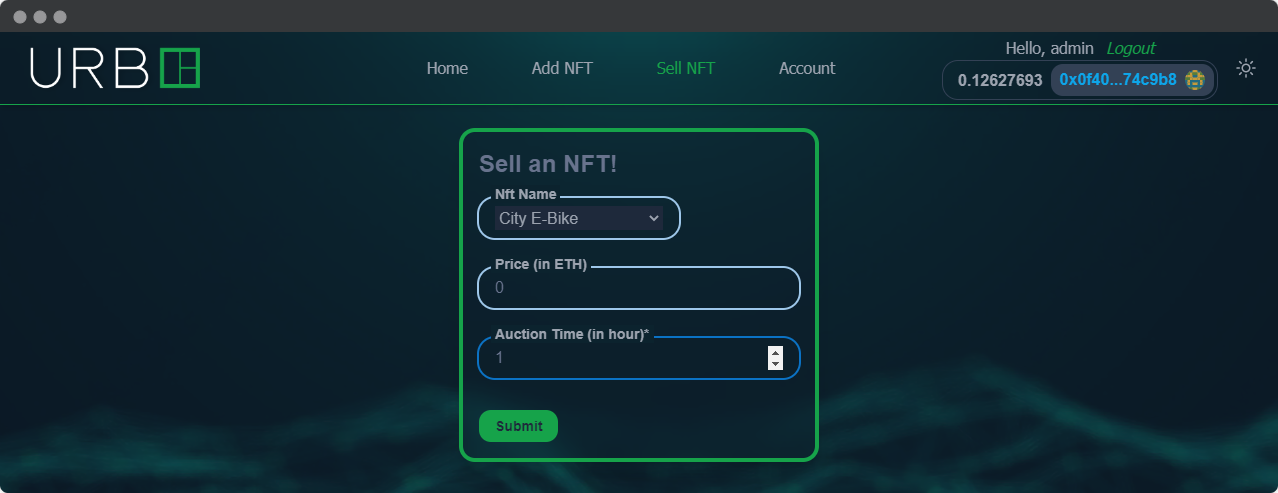 URB
Home
Add NFT
Sell NFT
Account
Hello, admin Logout
0.12627693 0x0f40...74c9b8
Sell an NFT!
Nft Name
City E-Bike
Price (in ETH)
0
Auction Time (in hour)*
1
Submit